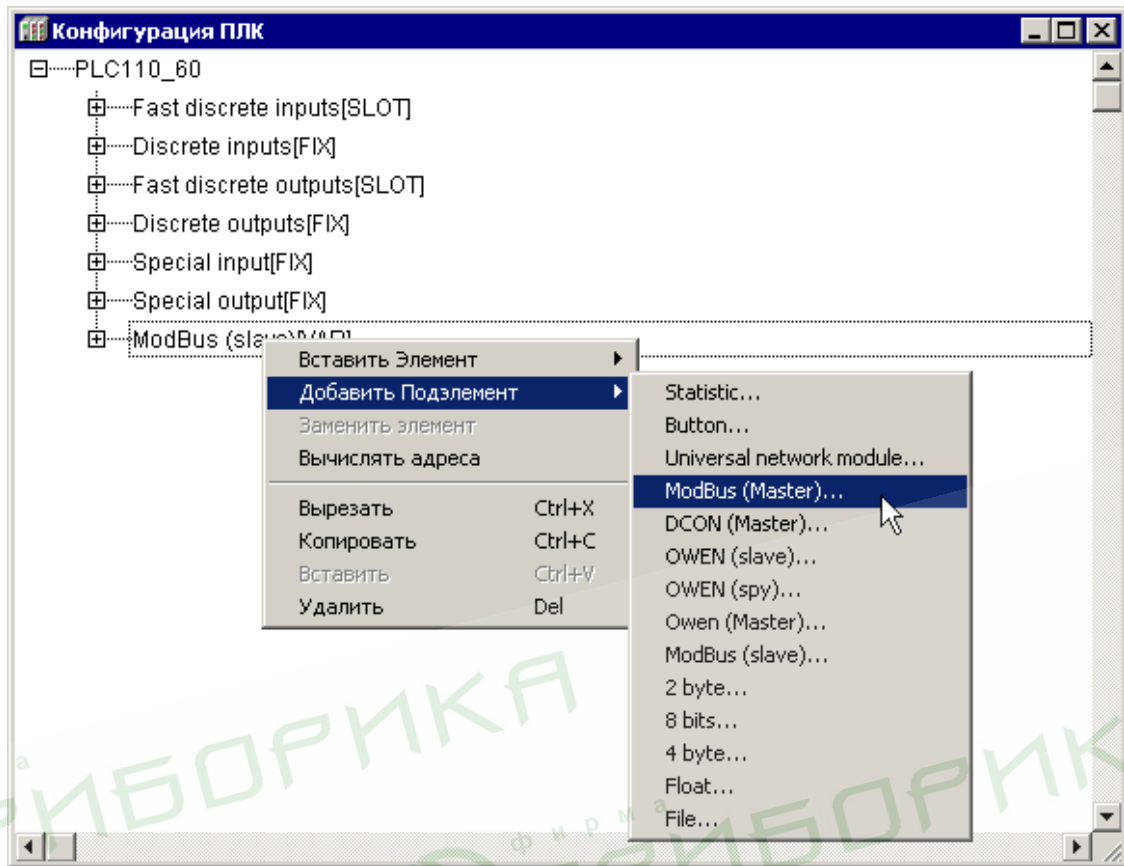 Конфигурация ПЛК
PLC110_60
Fast discrete inputs[SLOT]
Discrete inputs[FIX]
Fast discrete outputs[SLOT]
Discrete outputs[FIX]
Special input[FIX]
Special output[FIX]
ModBus (slave)[VAR]
Вставить Элемент
Добавить Подэлемент
Заменить элемент
Вычислять адреса
Вырезать Ctrl+X
Копировать Ctrl+C
Вставить Ctrl+V
Удалить Del
Statistic...
Button...
Universal network module...
ModBus (Master)...
DCON (Master)...
OWEN (slave)...
OWEN (spy)...
Owen (Master)...
ModBus (slave)...
2 byte...
8 bits...
4 byte...
Float...
File...
фирма